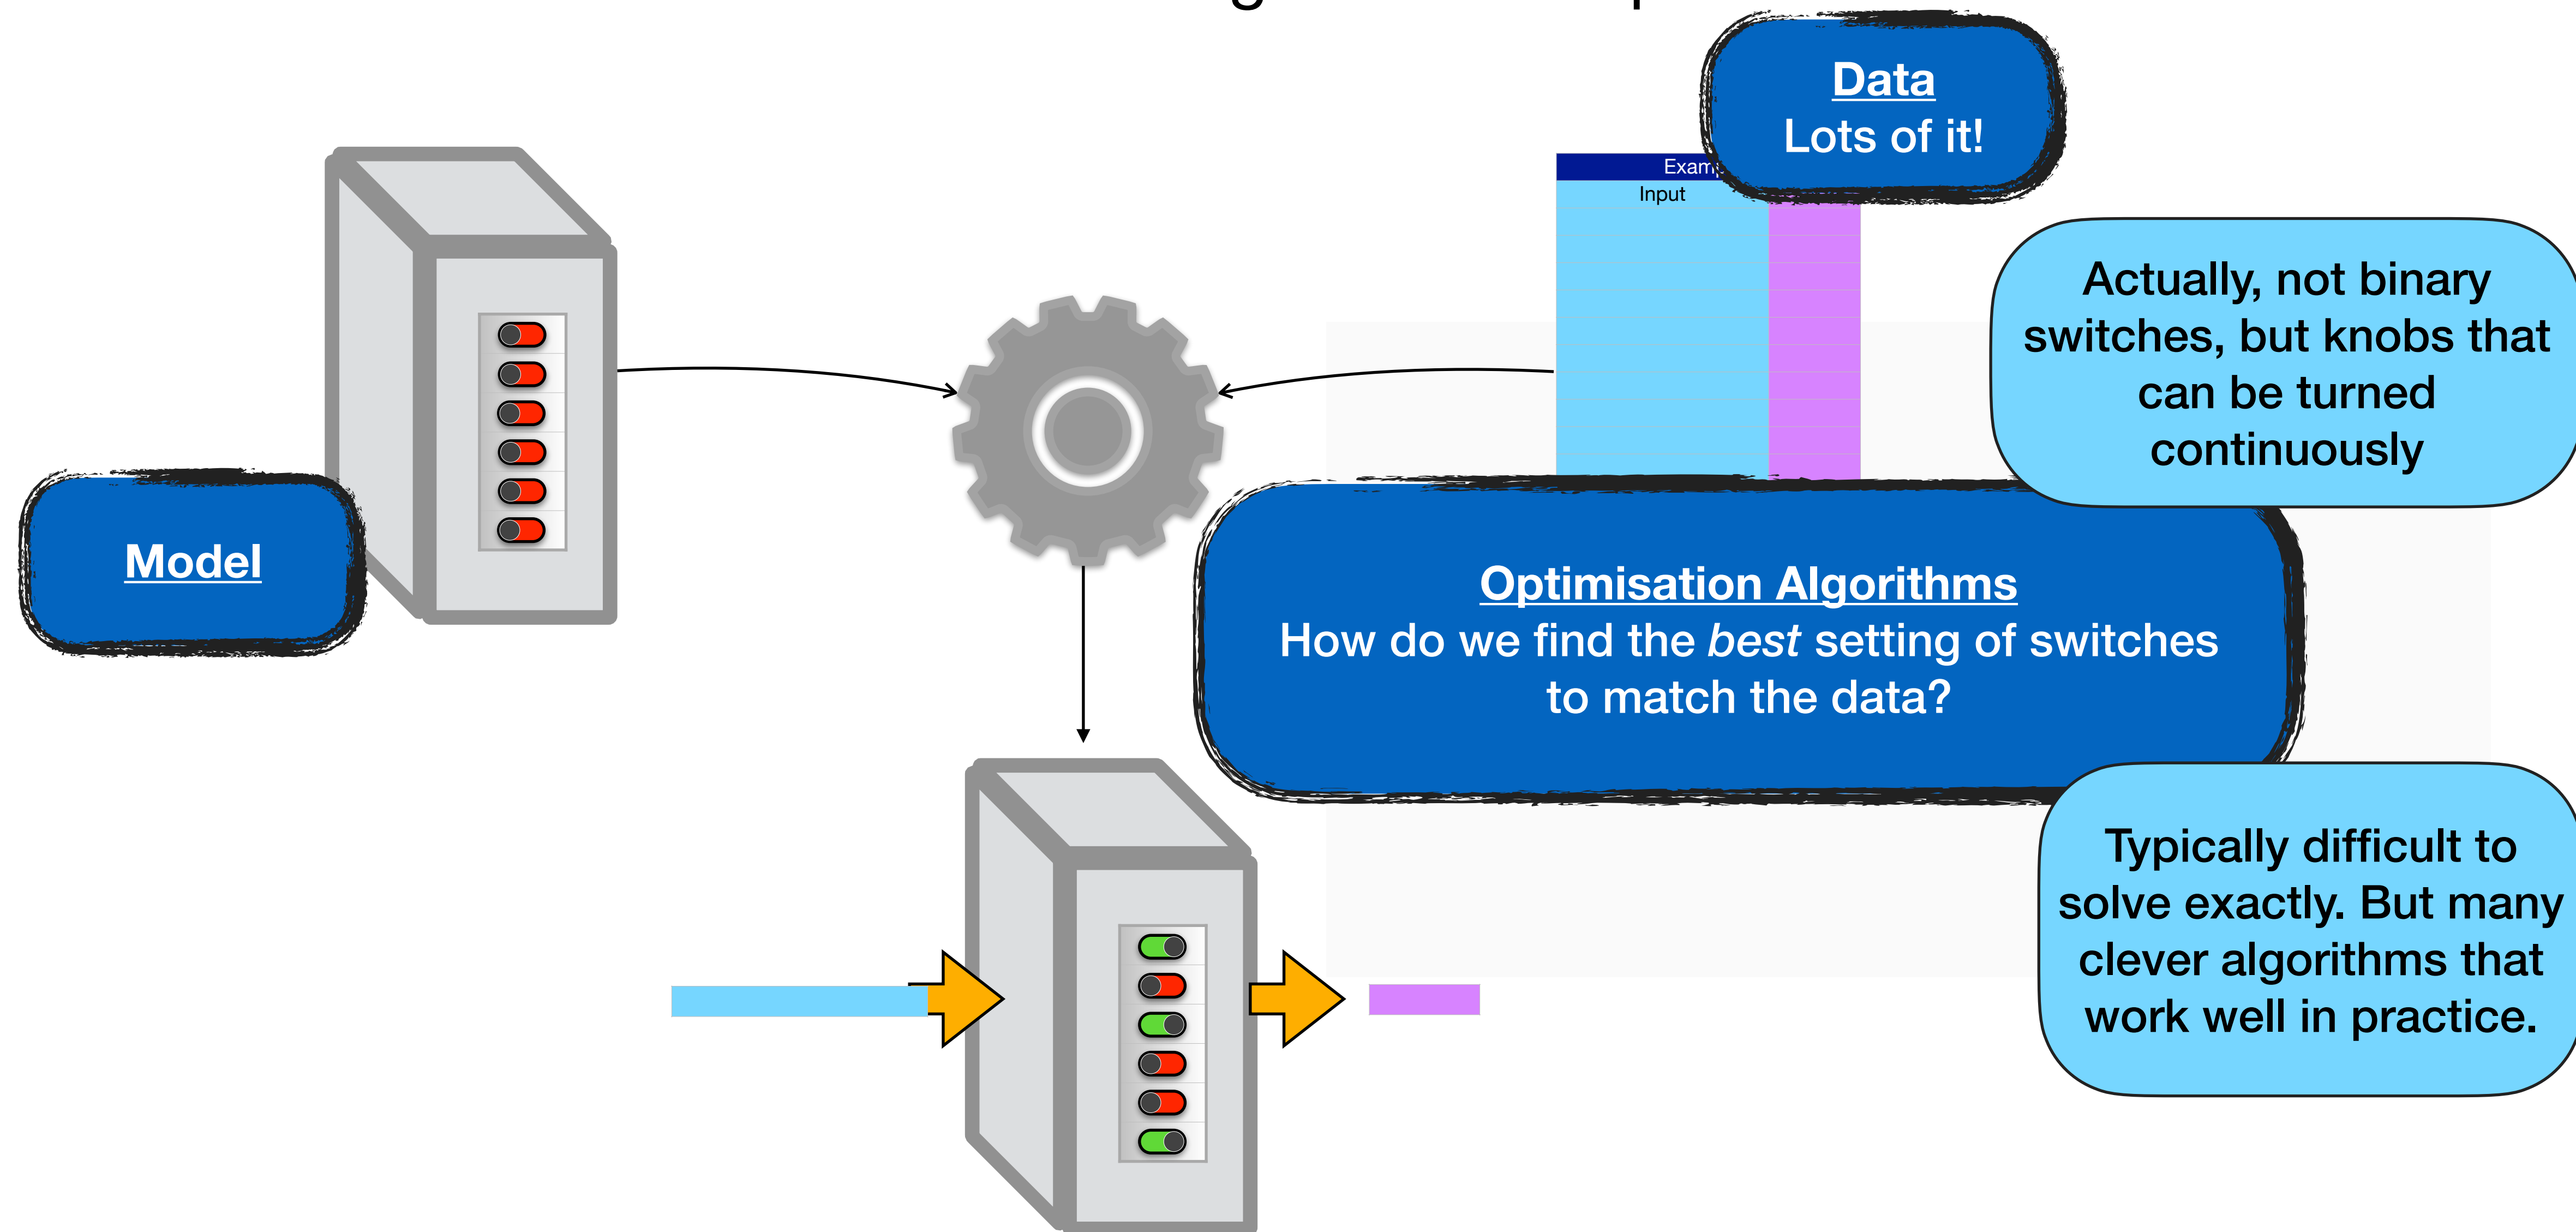 Data
Lots of it!
Input
Actually, not binary
switches, but knobs that
can be turned
continuously
Model
Optimisation Algorithms
How do we find the best setting of switches
to match the data?
Typically difficult to
solve exactly. But many
clever algorithms that
work well in practice.